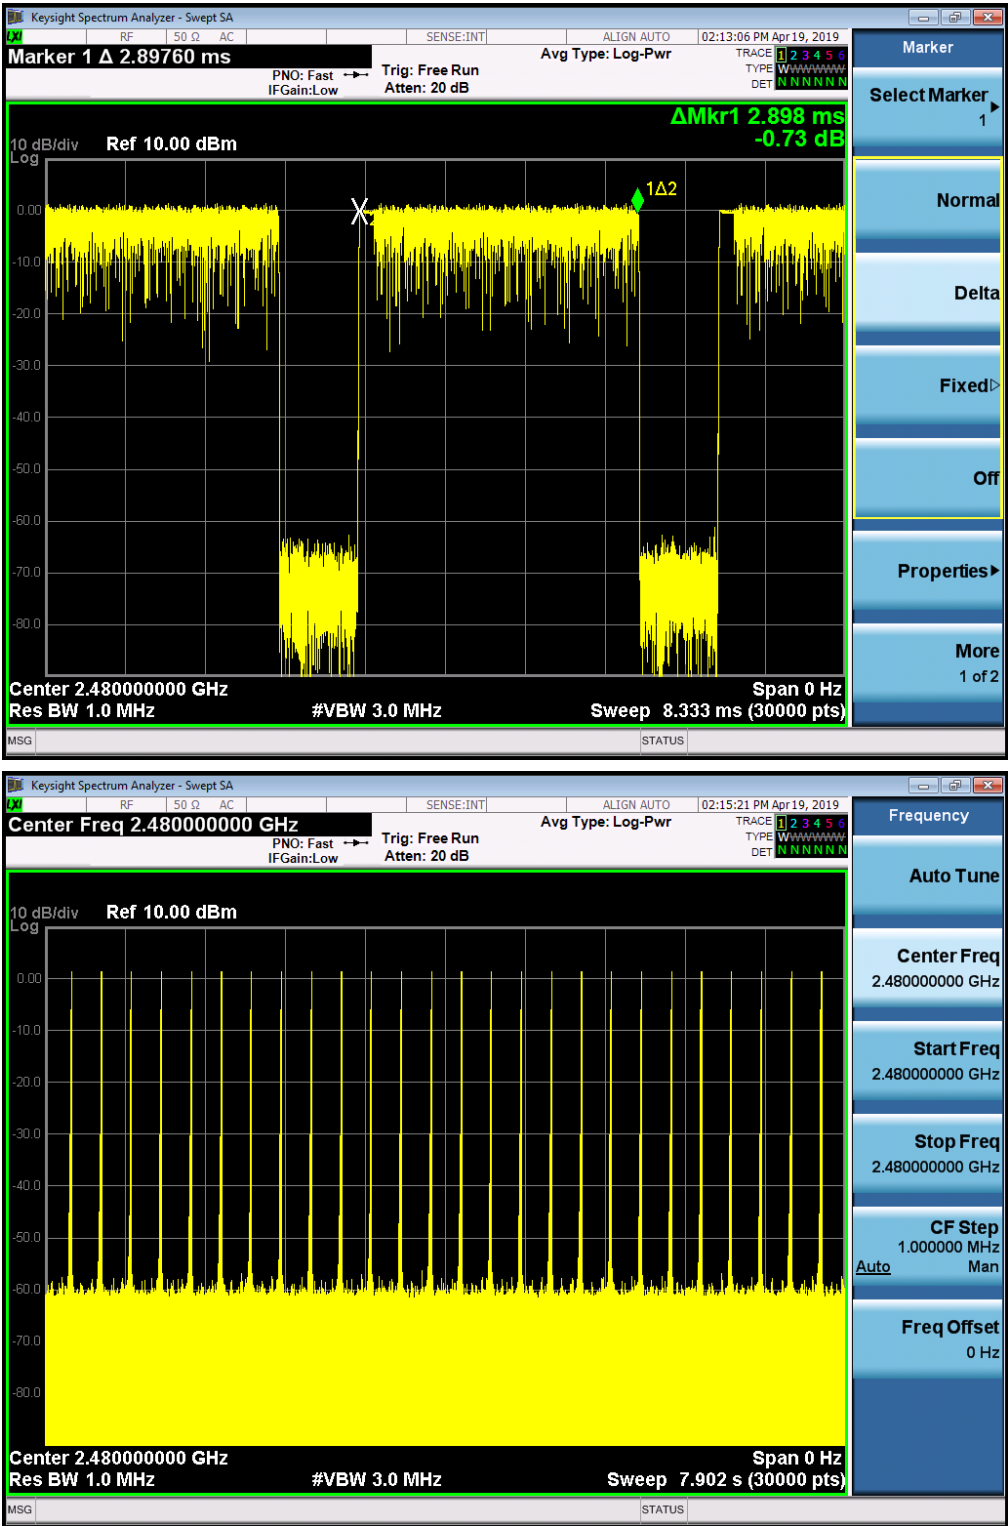 Keysight Spectrum Analyzer - Swept SA
LXI RF 50 Ω AC SENSE:INT ALIGN AUTO 02:13:06 PM Apr 19, 2019
Marker 1 Δ 2.89760 ms
PNO: Fast
IFGain:Low
Trig: Free Run
Atten: 20 dB
Avg Type: Log-Pwr
TRACE 1 2 3 4 5 6
TYPE WWWWWW
DET N N N N N N
ΔMkr1 2.898 ms
-0.73 dB
10 dB/div Ref 10.00 dBm
Log
1Δ2
0.00
-10.0
-20.0
-30.0
-40.0
-50.0
-60.0
-70.0
-80.0
Center 2.480000000 GHz Span 0 Hz
Res BW 1.0 MHz #VBW 3.0 MHz Sweep 8.333 ms (30000 pts)
MSG STATUS
Marker
Select Marker
1
Normal
Delta
Fixed
Off
Properties
More
1 of 2
Keysight Spectrum Analyzer - Swept SA
LXI RF 50 Ω AC SENSE:INT ALIGN AUTO 02:15:21 PM Apr 19, 2019
Center Freq 2.480000000 GHz
PNO: Fast
IFGain:Low
Trig: Free Run
Atten: 20 dB
Avg Type: Log-Pwr
TRACE 1 2 3 4 5 6
TYPE WWWWWW
DET N N N N N N
10 dB/div Ref 10.00 dBm
Log
0.00
-10.0
-20.0
-30.0
-40.0
-50.0
-60.0
-70.0
-80.0
Center 2.480000000 GHz Span 0 Hz
Res BW 1.0 MHz #VBW 3.0 MHz Sweep 7.902 s (30000 pts)
MSG STATUS
Frequency
Auto Tune
Center Freq
2.480000000 GHz
Start Freq
2.480000000 GHz
Stop Freq
2.480000000 GHz
CF Step
1.000000 MHz
Auto Man
Freq Offset
0 Hz